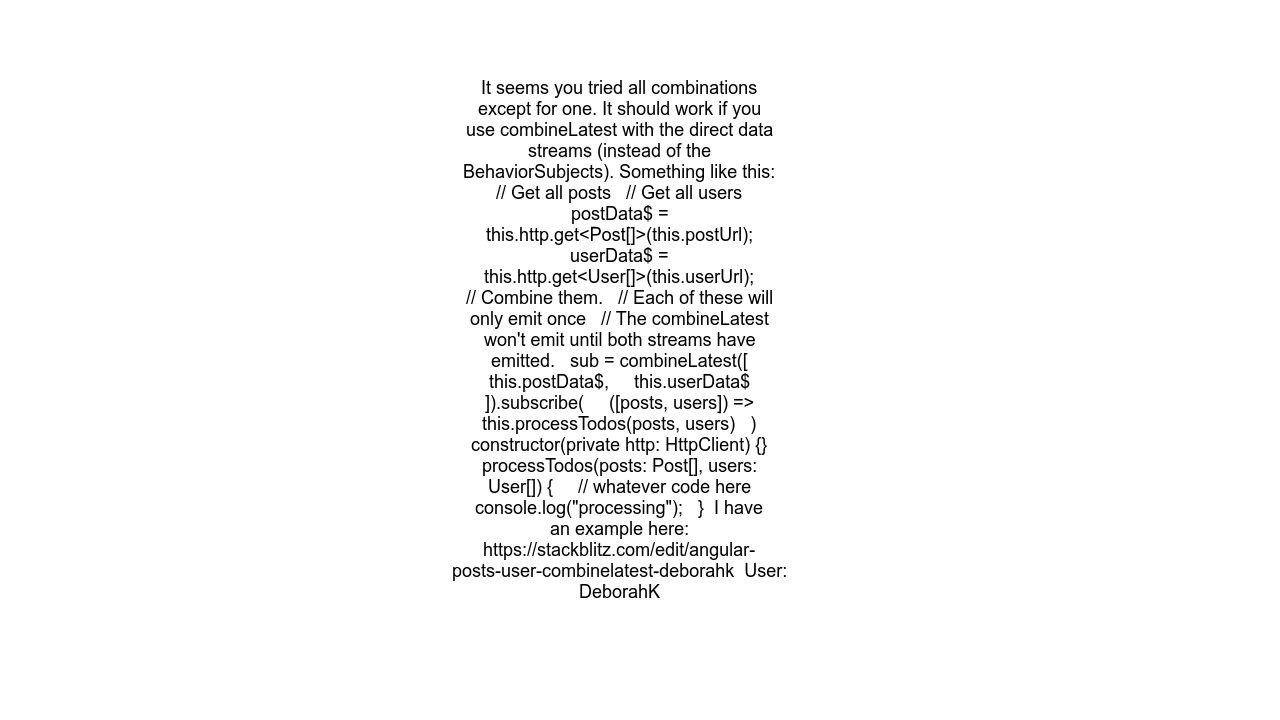 It seems you tried all combinations
except for one. It should work if you
use combineLatest with the direct data
streams (instead of the
BehaviorSubjects). Something like this:
// Get all posts   // Get all users
postData$ =
this.http.get<Post[]>(this.postUrl);
userData$ =
this.http.get<User[]>(this.userUrl);
// Combine them.   // Each of these will
only emit once   // The combineLatest
won't emit until both streams have
emitted.   sub = combineLatest([
this.postData$,     this.userData$
]).subscribe(     ([posts, users]) =>
this.processTodos(posts, users)   )
constructor(private http: HttpClient) {}
processTodos(posts: Post[], users:
User[]) {     // whatever code here
console.log("processing");   }  I have
an example here:
https://stackblitz.com/edit/angular-
posts-user-combinelatest-deborahk  User:
DeborahK